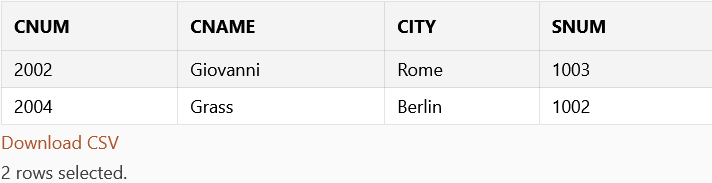 CNUM CNAME CITY SNUM
2002 Giovanni Rome 1003
2004 Grass Berlin 1002
Download CSV
2 rows selected.